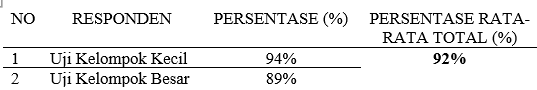 NO RESPONDEN PERSENTASE (%) PERSENTASE RATA-
RATA TOTAL (%)
1 Uji Kelompok Kecil 94% 92%
2 Uji Kelompok Besar 89%